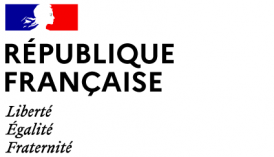 RÉPUBLIQUE
FRANÇAISE
Liberté
Égalité
Fraternité